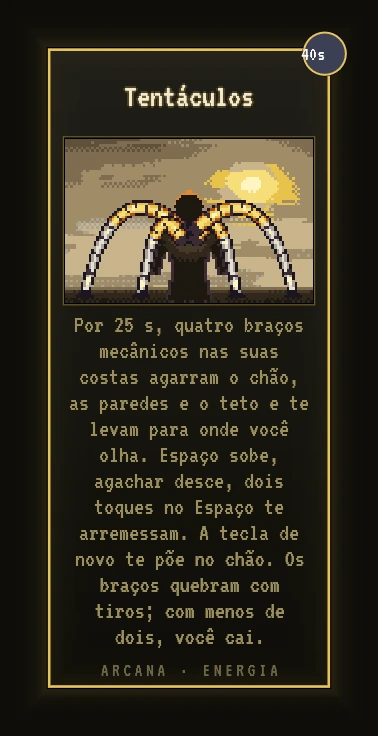 40s
Tentáculos
Por 25 s, quatro braços
mecânicos nas suas
costas agarram o chão,
as paredes e o teto e te
levam para onde você
olha. Espaço sobe,
agachar desce, dois
toques no Espaço te
arremessam. A tecla de
novo te põe no chão. Os
braços quebram com
tiros; com menos de
dois, você cai.
ARCANA · ENERGIA